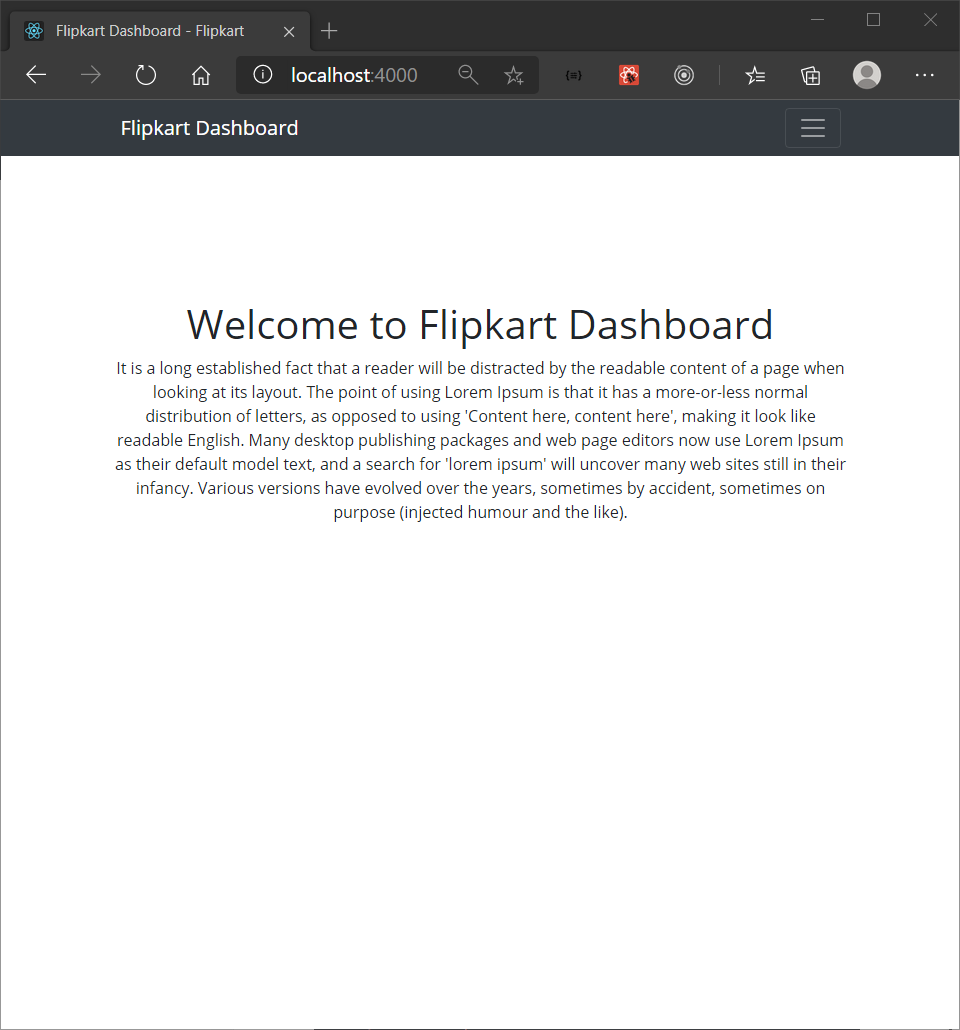 Flipkart Dashboard - Flipkart
localhost:4000
Flipkart Dashboard
Welcome to Flipkart Dashboard
It is a long established fact that a reader will be distracted by the readable content of a page when
looking at its layout. The point of using Lorem Ipsum is that it has a more-or-less normal
distribution of letters, as opposed to using 'Content here, content here', making it look like
readable English. Many desktop publishing packages and web page editors now use Lorem Ipsum
as their default model text, and a search for 'lorem ipsum' will uncover many web sites still in their
infancy. Various versions have evolved over the years, sometimes by accident, sometimes on
purpose (injected humour and the like).